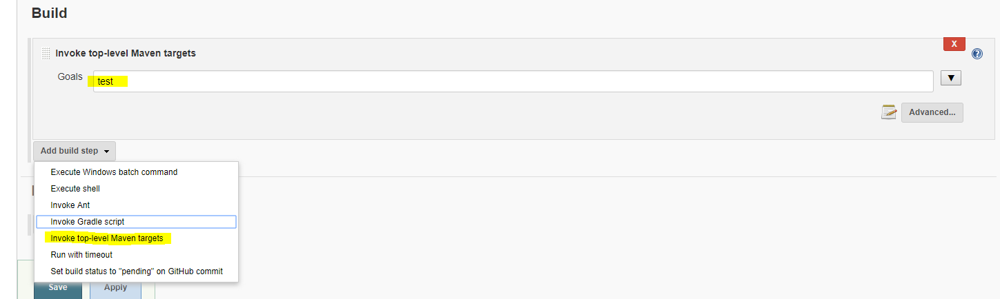 Build
Invoke top-level Maven targets
X
Goals
test
Advanced...
Add build step
Execute Windows batch command
Execute shell
Invoke Ant
Invoke Gradle script
Invoke top-level Maven targets
Run with timeout
Set build status to "pending" on GitHub commit
Save
Apply